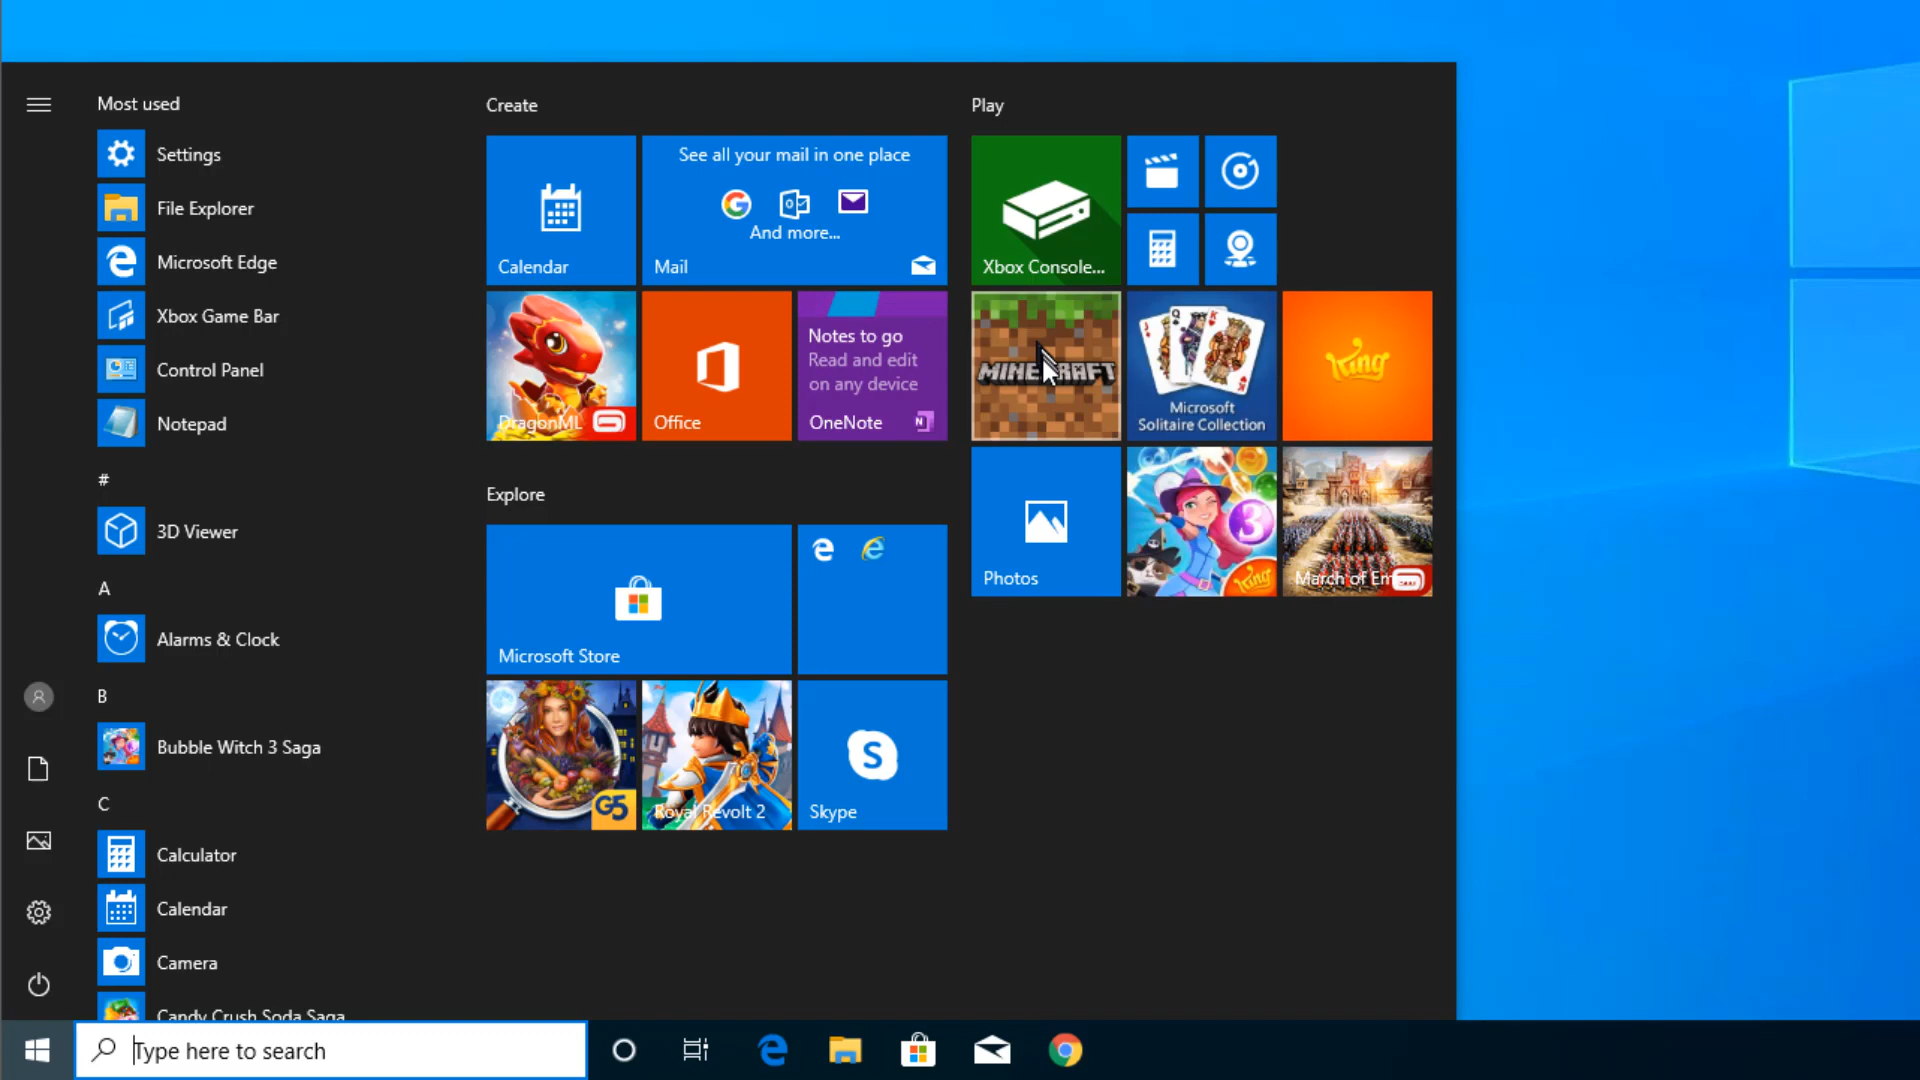 Most used
Settings
File Explorer
Microsoft Edge
Xbox Game Bar
Control Panel
Notepad
#
3D Viewer
A
Alarms & Clock
B
Bubble Witch 3 Saga
C
Calculator
Calendar
Camera
Candy Crush Soda Saga
Create
Calendar
See all your mail in one place
And more...
Mail
DragonML
Office
Notes to go
Read and edit
on any device
OneNote
Explore
Microsoft Store
G5
Royal Revolt 2
Skype
Play
Xbox Console...
MINECRAFT
Microsoft
Solitaire Collection
King
Photos
3
King
March of Em
Type here to search